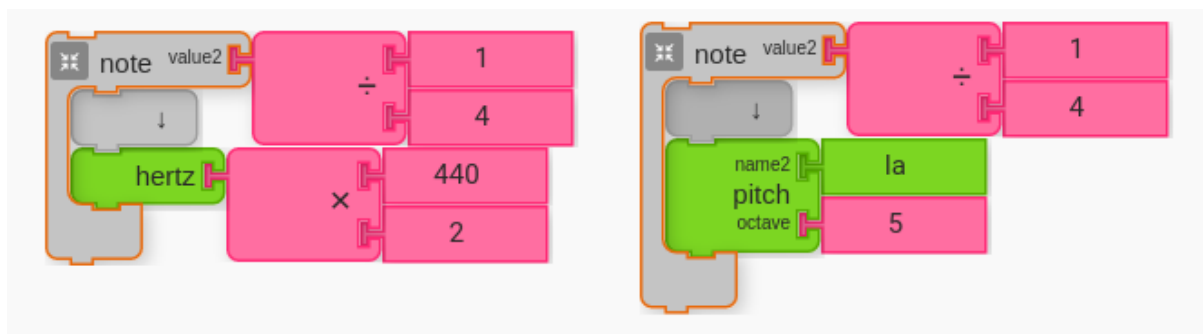 note value2
÷
1
4
↓
hertz
×
440
2
note value2
÷
1
4
↓
name2
la
pitch
octave
5